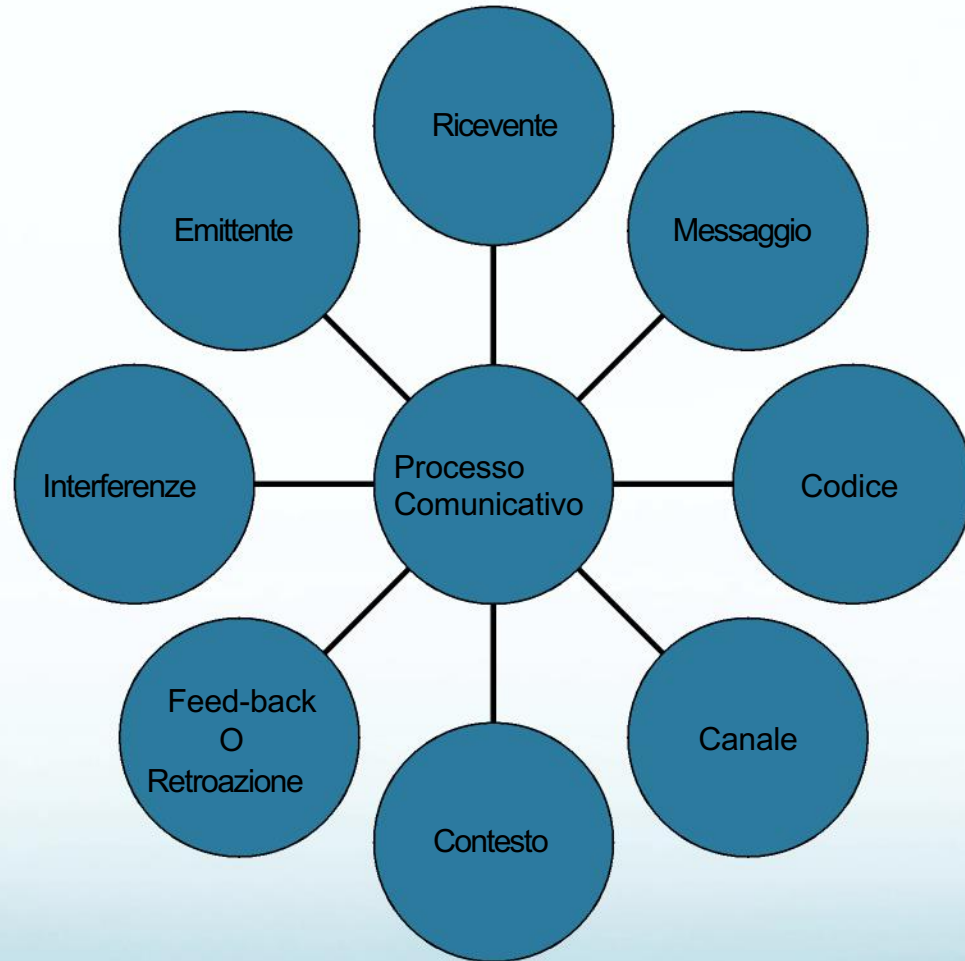 Ricevente
Emittente
Messaggio
Interferenze
Processo
Comunicativo
Codice
Feed-back
O
Retroazione
Canale
Contesto